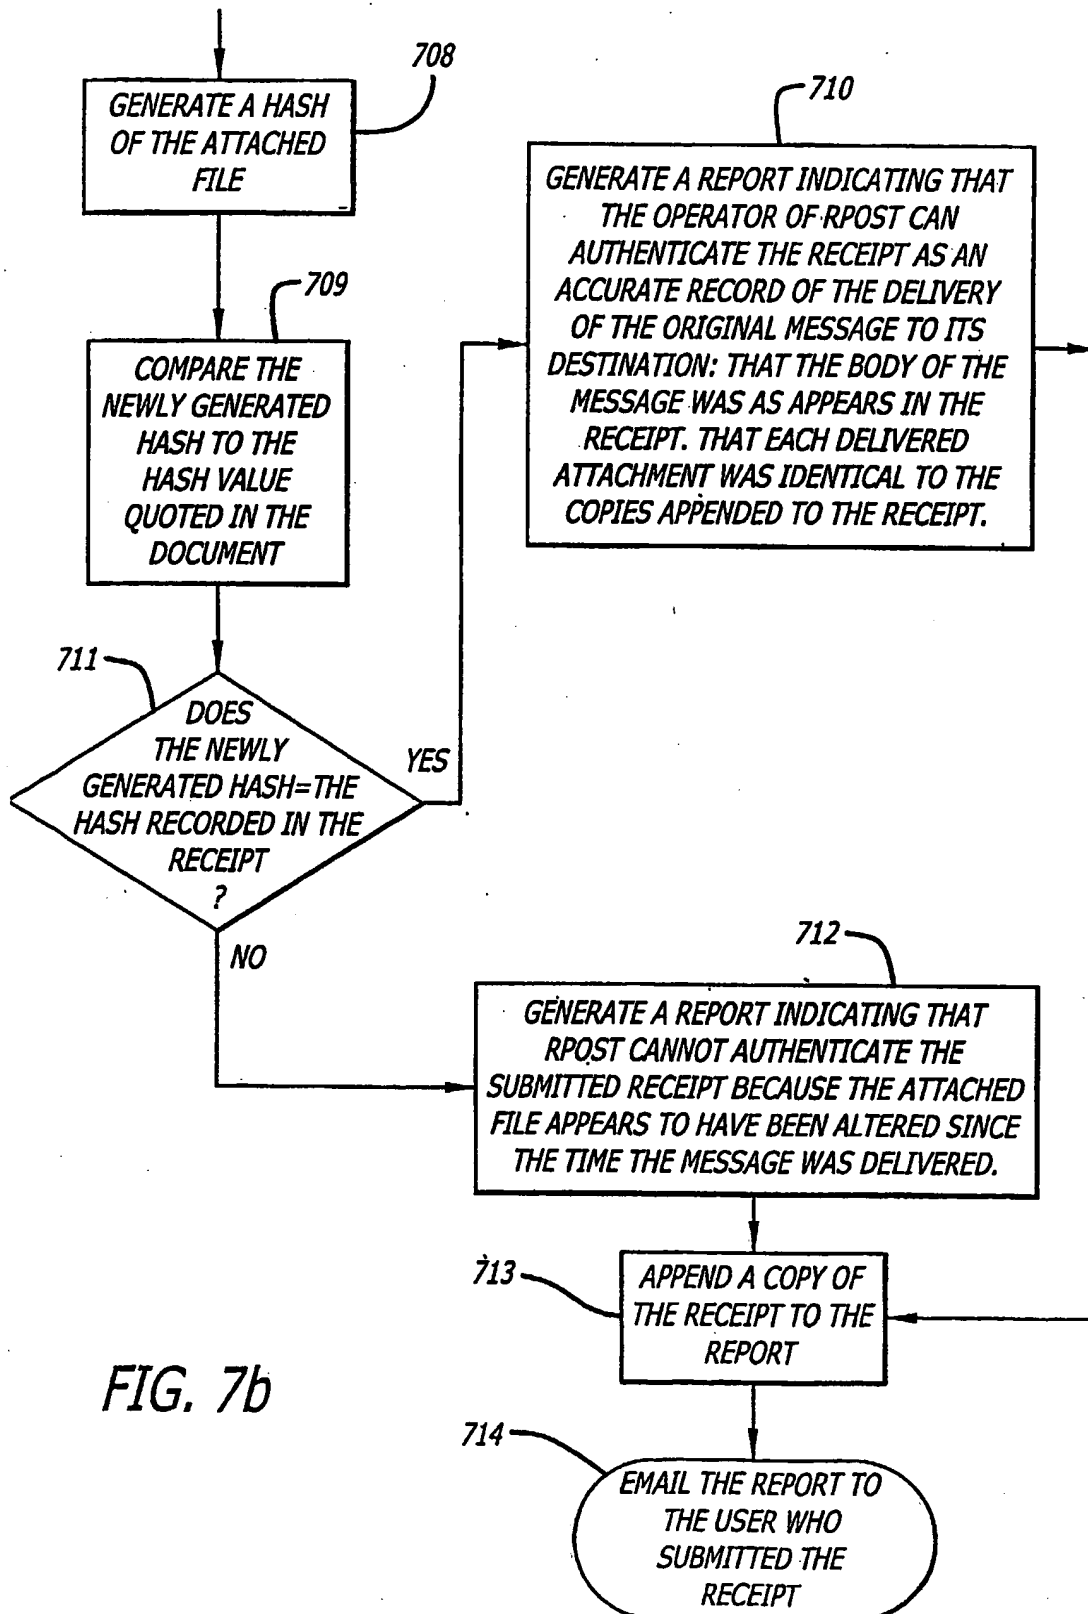 708
GENERATE A HASH
OF THE ATTACHED
FILE
709
COMPARE THE
NEWLY GENERATED
HASH TO THE
HASH VALUE
QUOTED IN THE
DOCUMENT
710
GENERATE A REPORT INDICATING THAT
THE OPERATOR OF RPOST CAN
AUTHENTICATE THE RECEIPT AS AN
ACCURATE RECORD OF THE DELIVERY
OF THE ORIGINAL MESSAGE TO ITS
DESTINATION: THAT THE BODY OF THE
MESSAGE WAS AS APPEARS IN THE
RECEIPT. THAT EACH DELIVERED
ATTACHMENT WAS IDENTICAL TO THE
COPIES APPENDED TO THE RECEIPT.
711
DOES
THE NEWLY
GENERATED HASH=THE
HASH RECORDED IN THE
RECEIPT
?
YES
NO
712
GENERATE A REPORT INDICATING THAT
RPOST CANNOT AUTHENTICATE THE
SUBMITTED RECEIPT BECAUSE THE ATTACHED
FILE APPEARS TO HAVE BEEN ALTERED SINCE
THE TIME THE MESSAGE WAS DELIVERED.
713
APPEND A COPY OF
THE RECEIPT TO THE
REPORT
714
EMAIL THE REPORT TO
THE USER WHO
SUBMITTED THE
RECEIPT
FIG. 7b